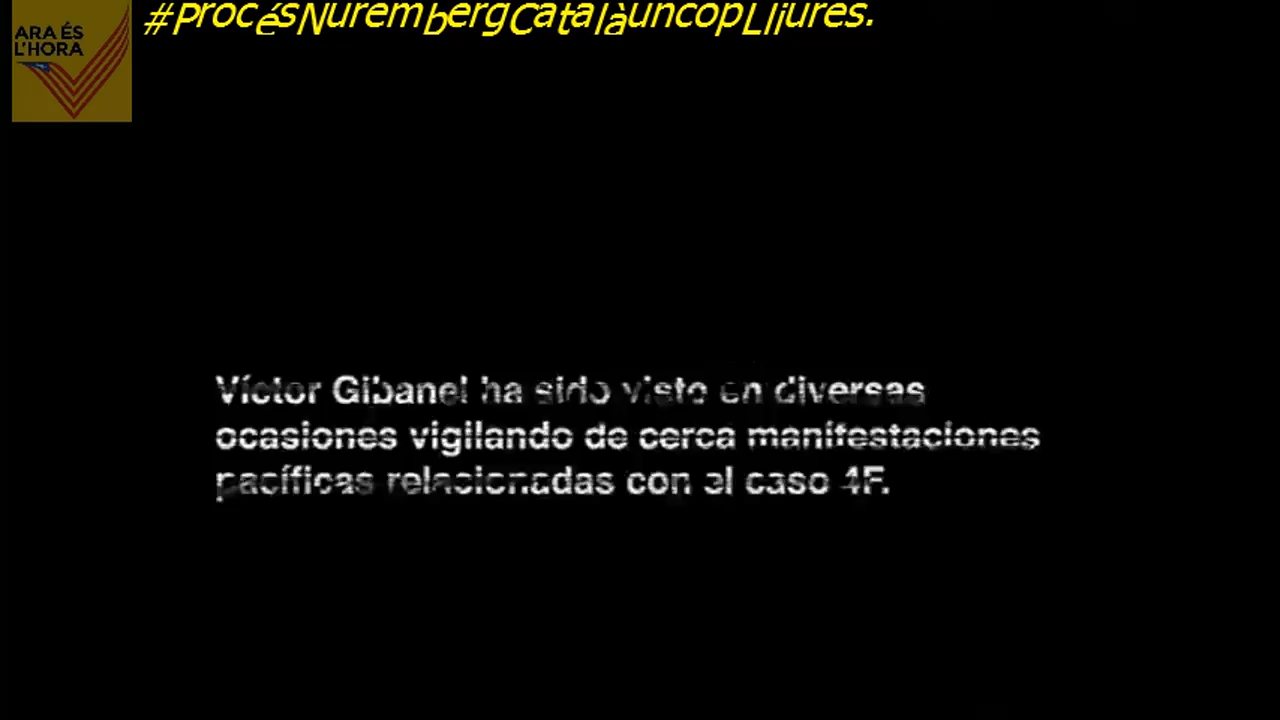 #ProcésNurembergCatalàuncopLliures.
ARA ÉS
L'HORA
Víctor Gibanel ha sido visto en diversas
ocasiones vigilando de cerca manifestaciones
pacíficas relacionadas con el caso 4F.